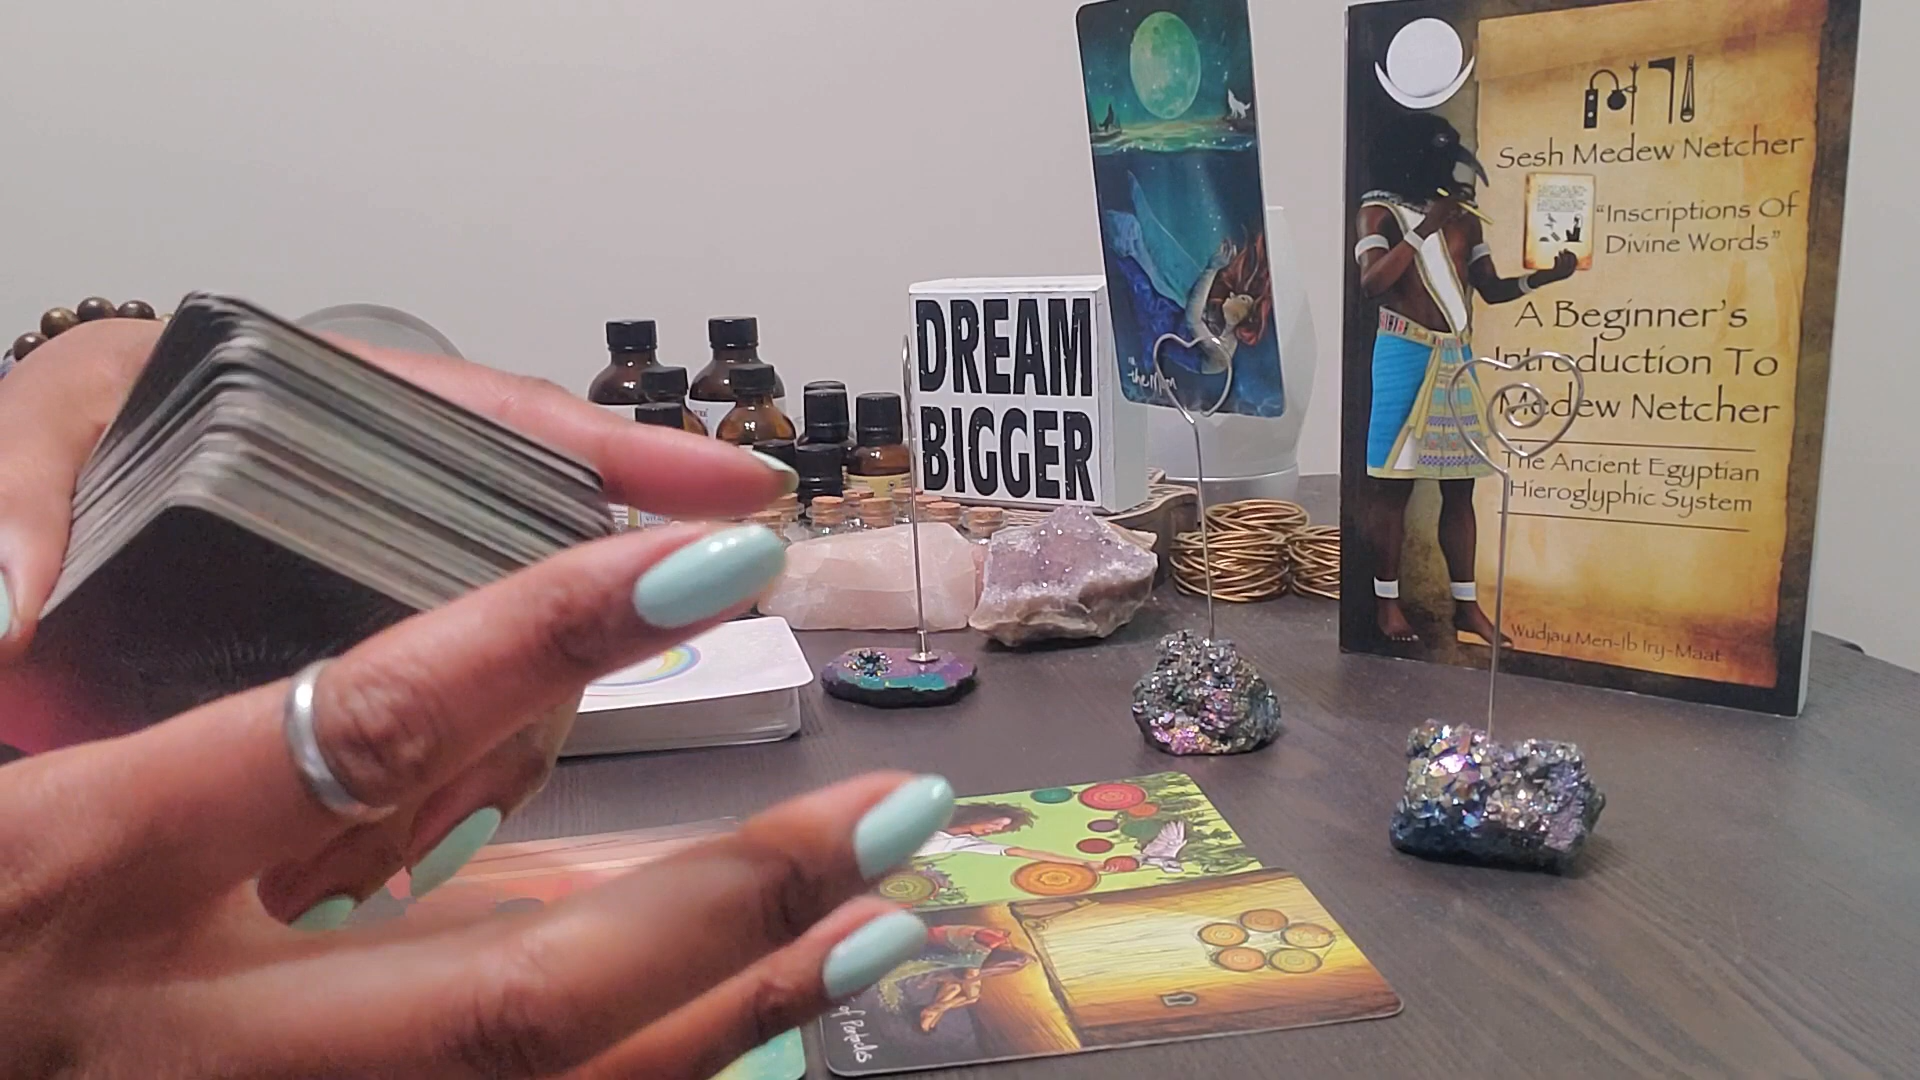 DREAM
BIGGER
the Moon
Sesh Medew Netcher
"Inscriptions Of
Divine Words"
A Beginner's
Introduction To
Medew Netcher
The Ancient Egyptian
Hieroglyphic System
Wudjau Men-Ib Iry-Maat
of Pentacles